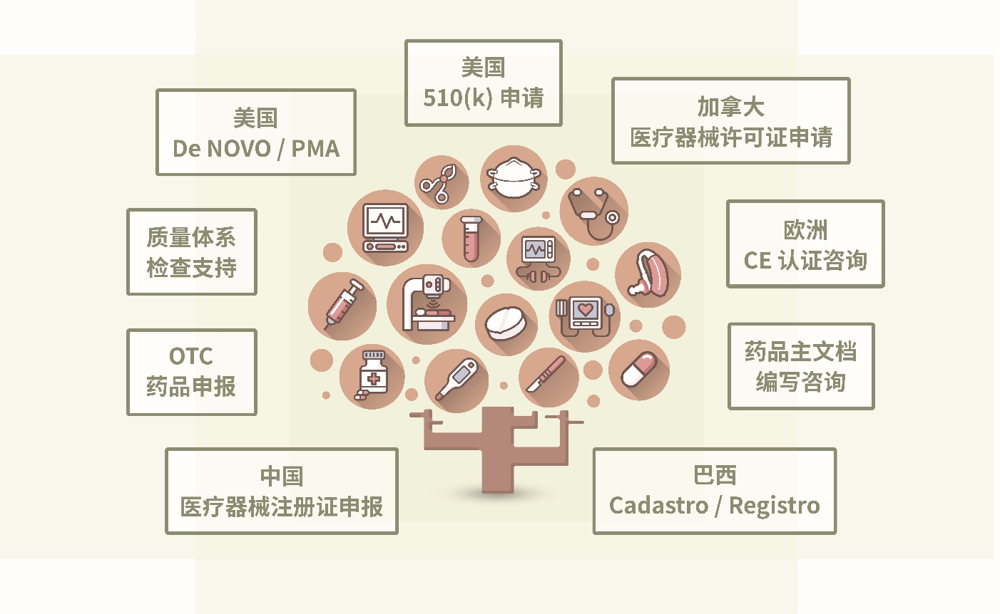 美国
510(k) 申请
美国
De NOVO / PMA
加拿大
医疗器械许可证申请
质量体系
检查支持
欧洲
CE 认证咨询
OTC
药品申报
药品主文档
编写咨询
中国
医疗器械注册证申报
巴西
Cadastro / Registro